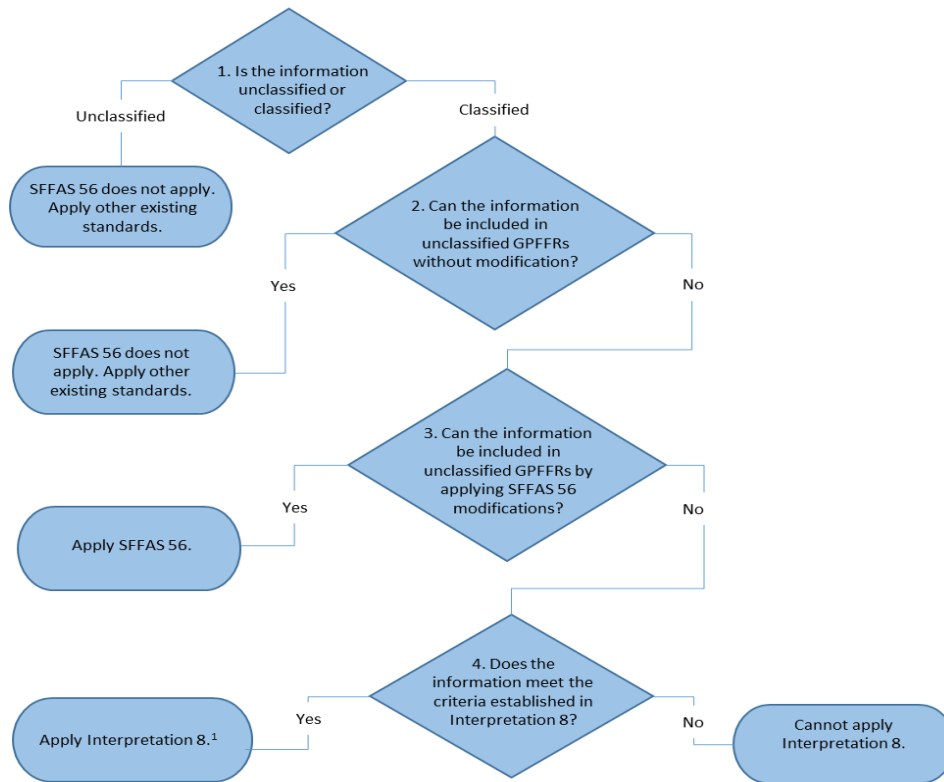 1. Is the information
unclassified or
classified?
Unclassified
Classified
SFFAS 56 does not apply.
Apply other existing
standards.
2. Can the information
be included in
unclassified GPFFRs
without modification?
Yes
No
SFFAS 56 does not
apply. Apply other
existing standards.
3. Can the information
be included in
unclassified GPFFRs by
applying SFFAS 56
modifications?
Yes
No
Apply SFFAS 56.
4. Does the
information meet the
criteria established in
Interpretation 8?
Yes
No
Apply Interpretation 8.¹
Cannot apply
Interpretation 8.